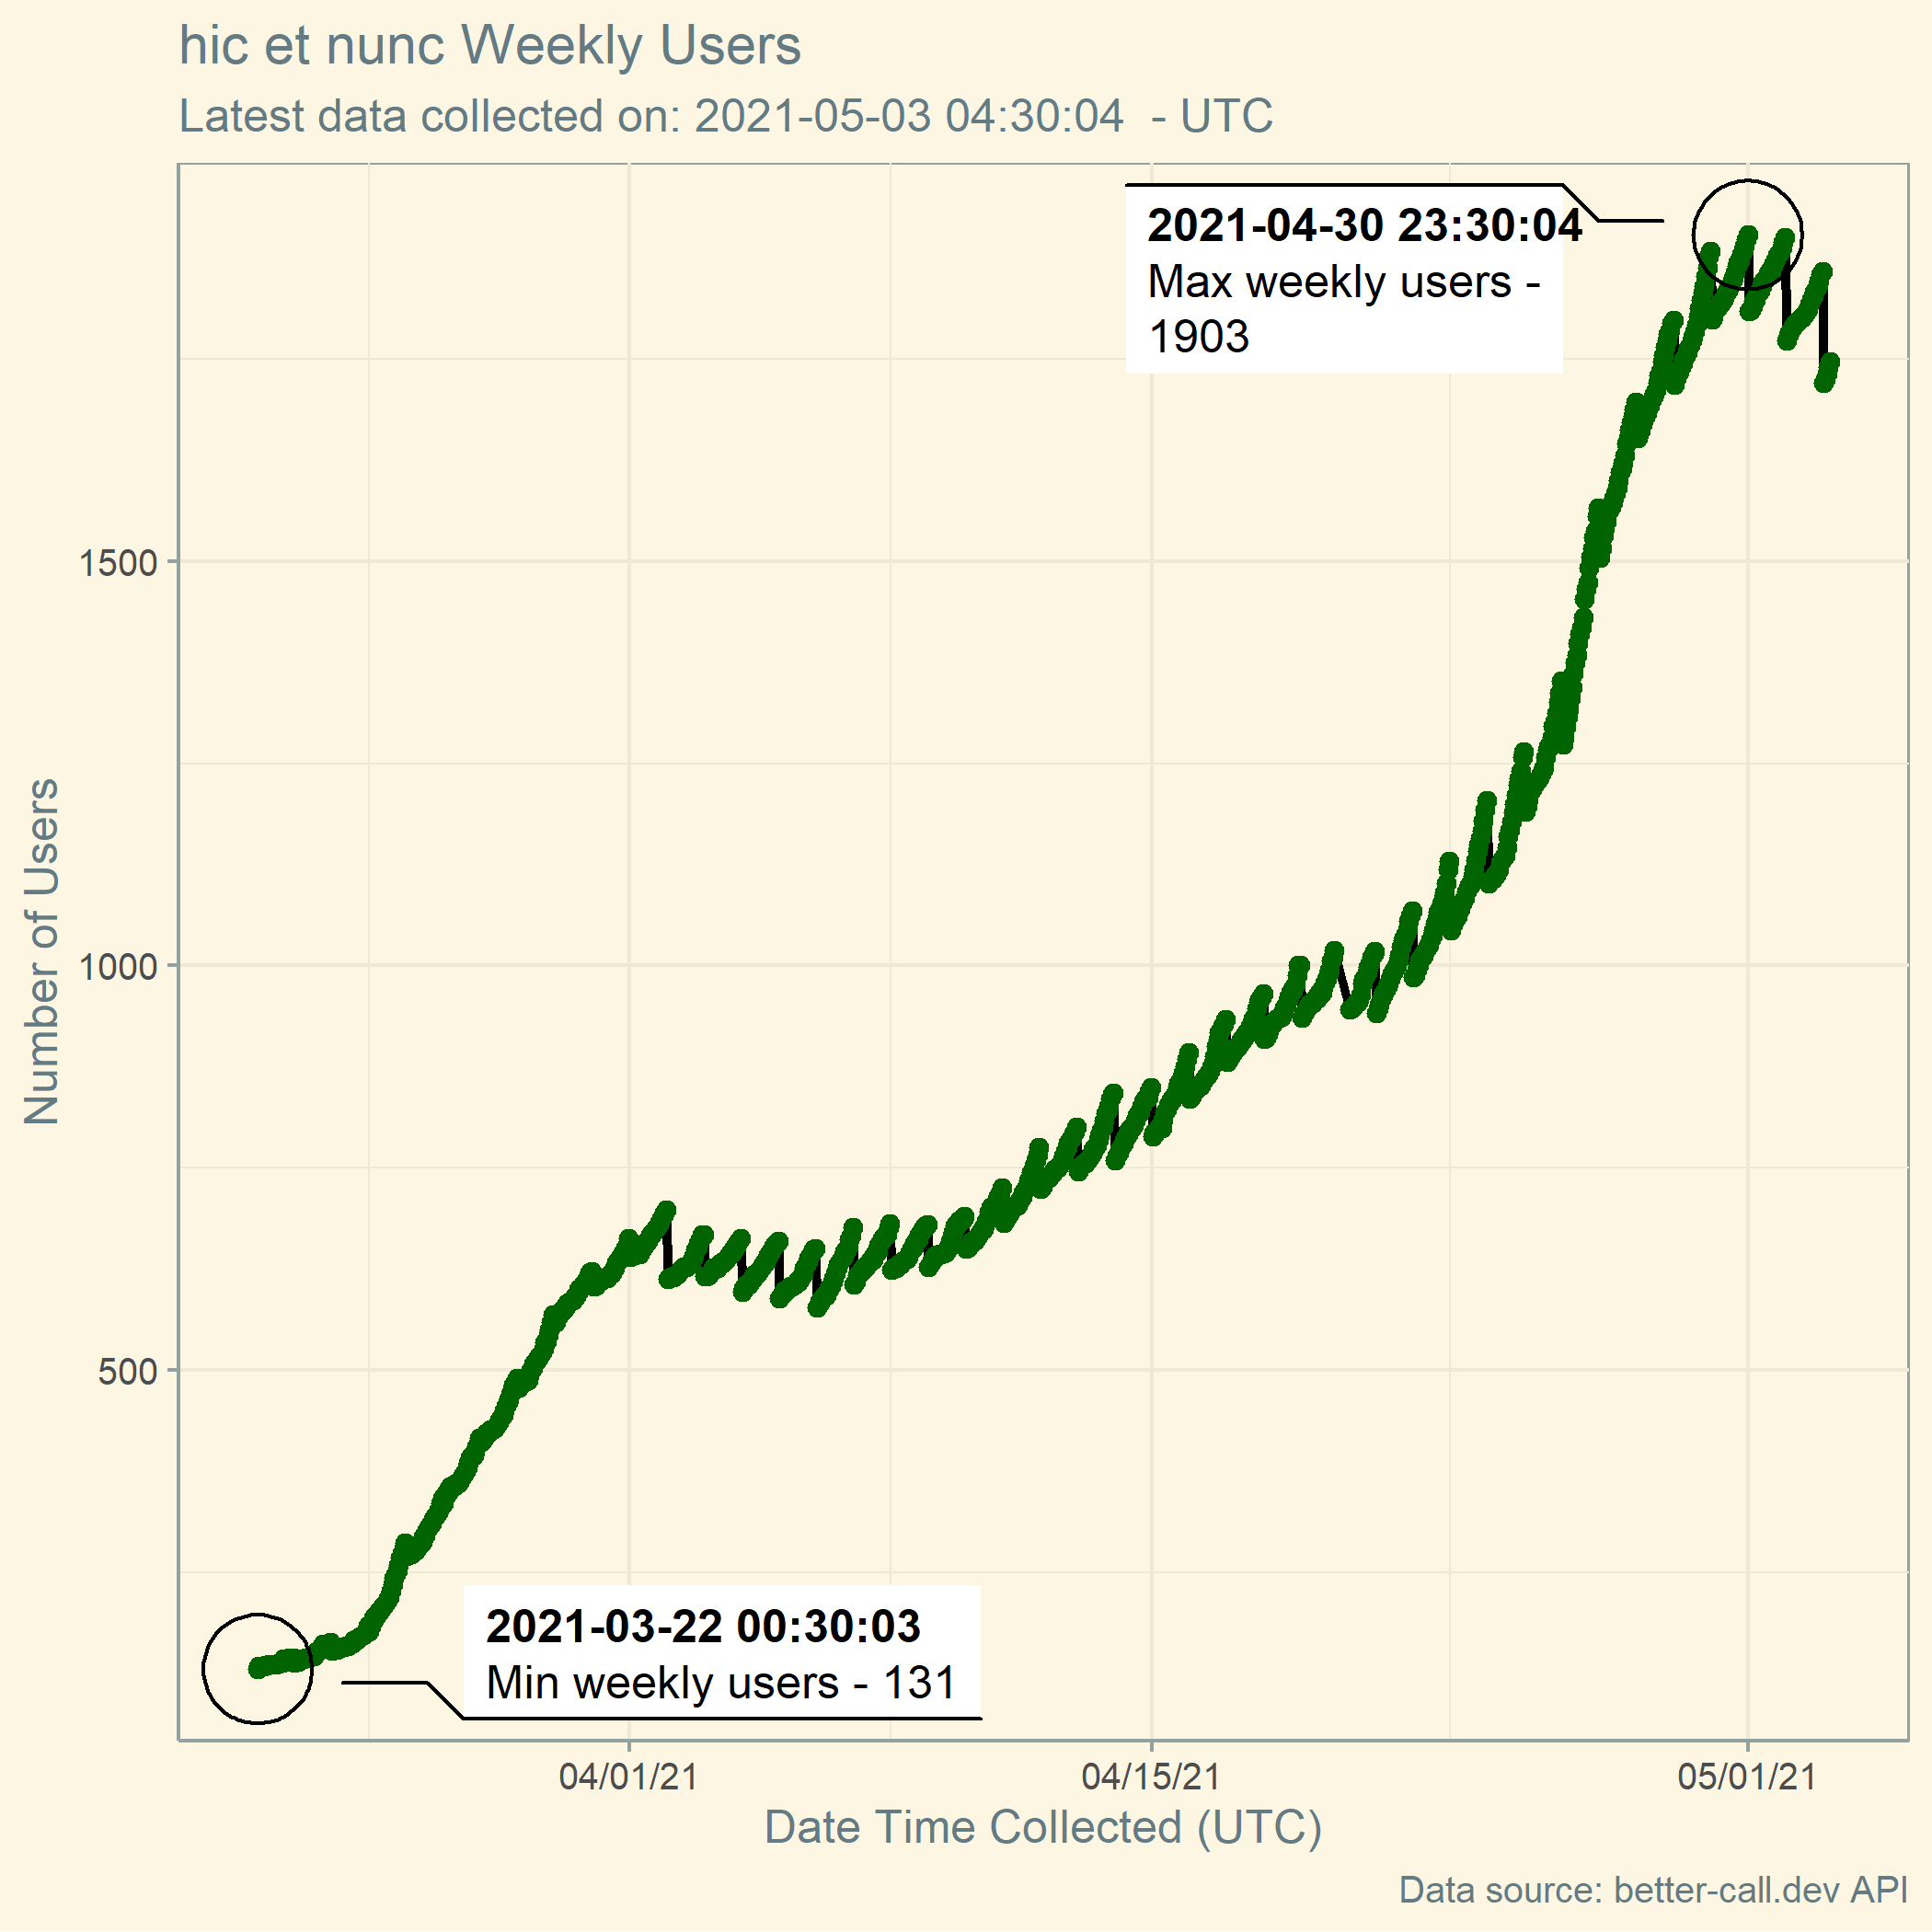 hic et nunc Weekly Users
Latest data collected on: 2021-05-03 04:30:04  - UTC
2021-04-30 23:30:04
Max weekly users -
1903
1500
1000
500
Number of Users
2021-03-22 00:30:03
Min weekly users - 131
04/01/21
04/15/21
05/01/21
Date Time Collected (UTC)
Data source: better-call.dev API